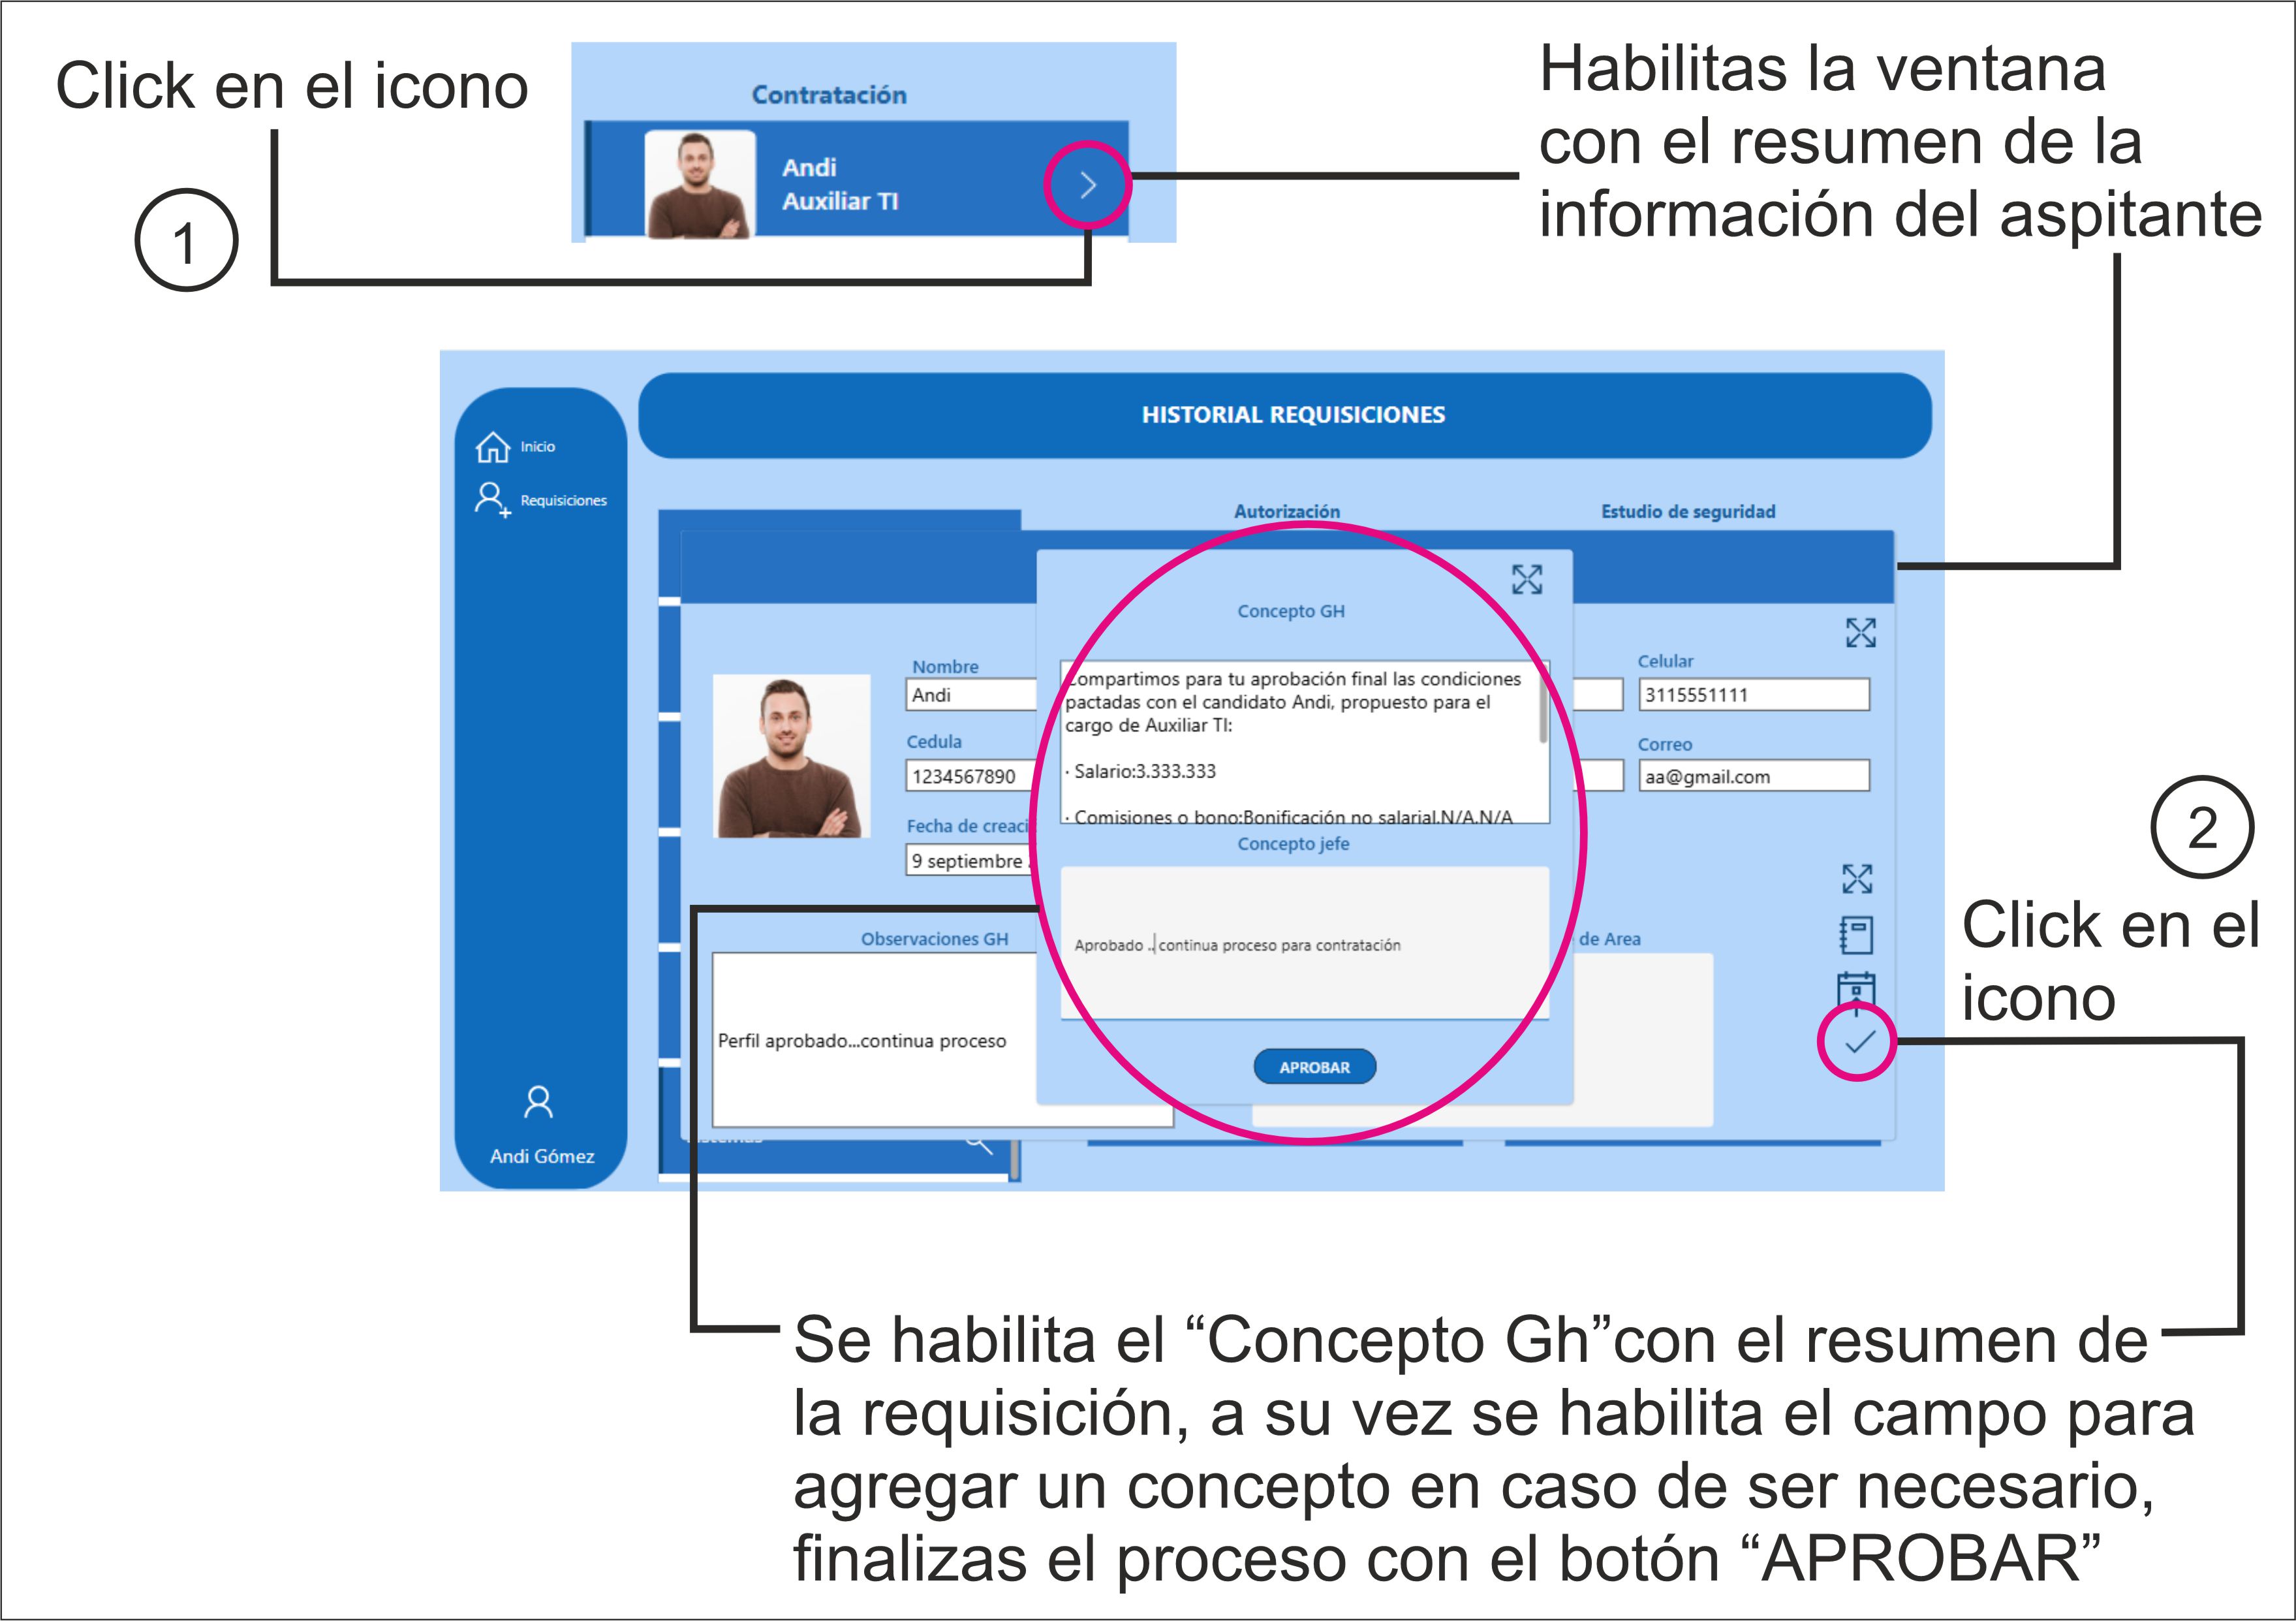 Click en el icono
1
Contratación
Andi
Auxiliar TI
Habilitas la ventana
con el resumen de la
información del aspitante
HISTORIAL REQUISICIONES
Inicio
Requisiciones
Autorización
Estudio de seguridad
Concepto GH
Compartimos para tu aprobación final las condiciones
pactadas con el candidato Andi, propuesto para el
cargo de Auxiliar TI:
· Salario:3.333.333
· Comisiones o bono:Bonificación no salarial.N/A.N/A
Concepto jefe
Aprobado .. continua proceso para contratación
APROBAR
Nombre
Andi
Cedula
1234567890
Fecha de creaci
9 septiembre
Celular
3115551111
Correo
aa@gmail.com
Observaciones GH
Perfil aprobado...continua proceso
de Area
Andi Gómez
2
Click en el
icono
Se habilita el “Concepto Gh”con el resumen de
la requisición, a su vez se habilita el campo para
agregar un concepto en caso de ser necesario,
finalizas el proceso con el botón “APROBAR”